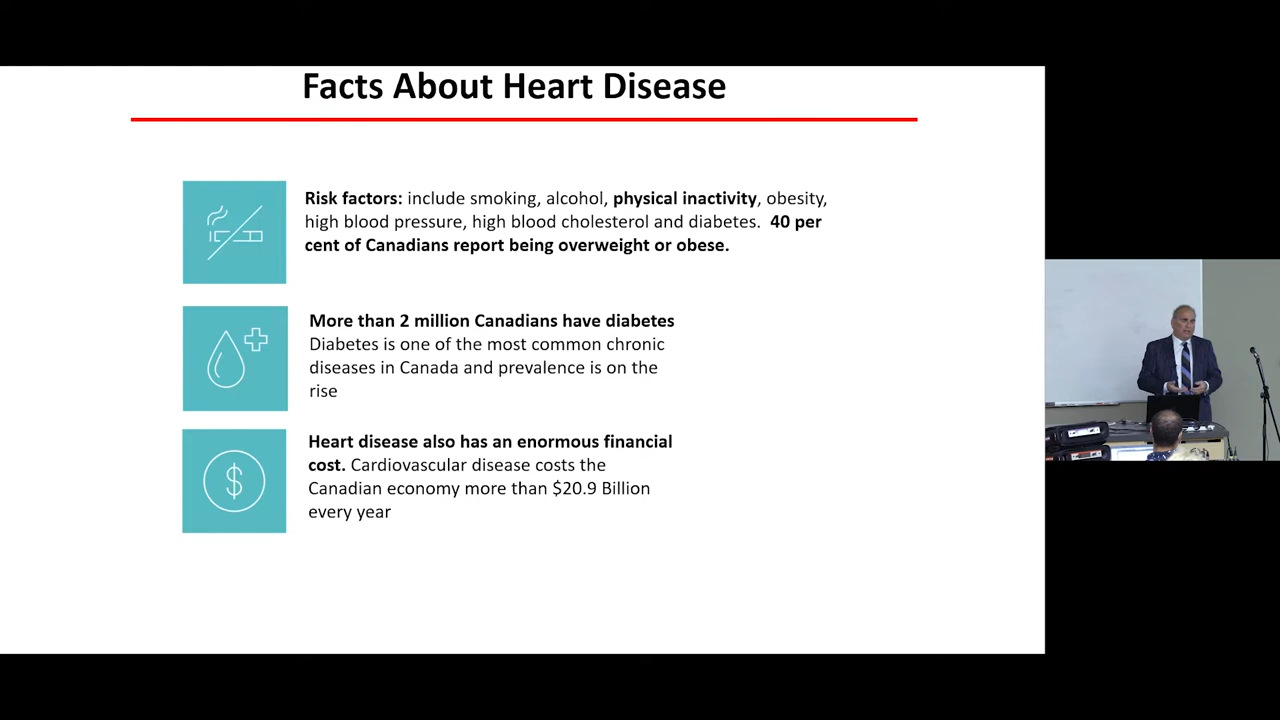 Facts About Heart Disease
Risk factors: include smoking, alcohol, physical inactivity, obesity,
high blood pressure, high blood cholesterol and diabetes.  40 per
cent of Canadians report being overweight or obese.
More than 2 million Canadians have diabetes
Diabetes is one of the most common chronic
diseases in Canada and prevalence is on the
rise
Heart disease also has an enormous financial
cost. Cardiovascular disease costs the
Canadian economy more than $20.9 Billion
every year
$